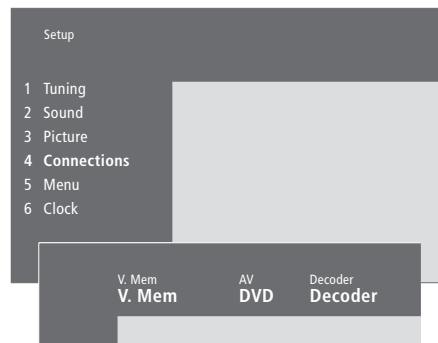 Setup
1 Tuning
2 Sound
3 Picture
4 Connections
5 Menu
6 Clock
V. Mem AV Decoder
V. Mem DVD Decoder